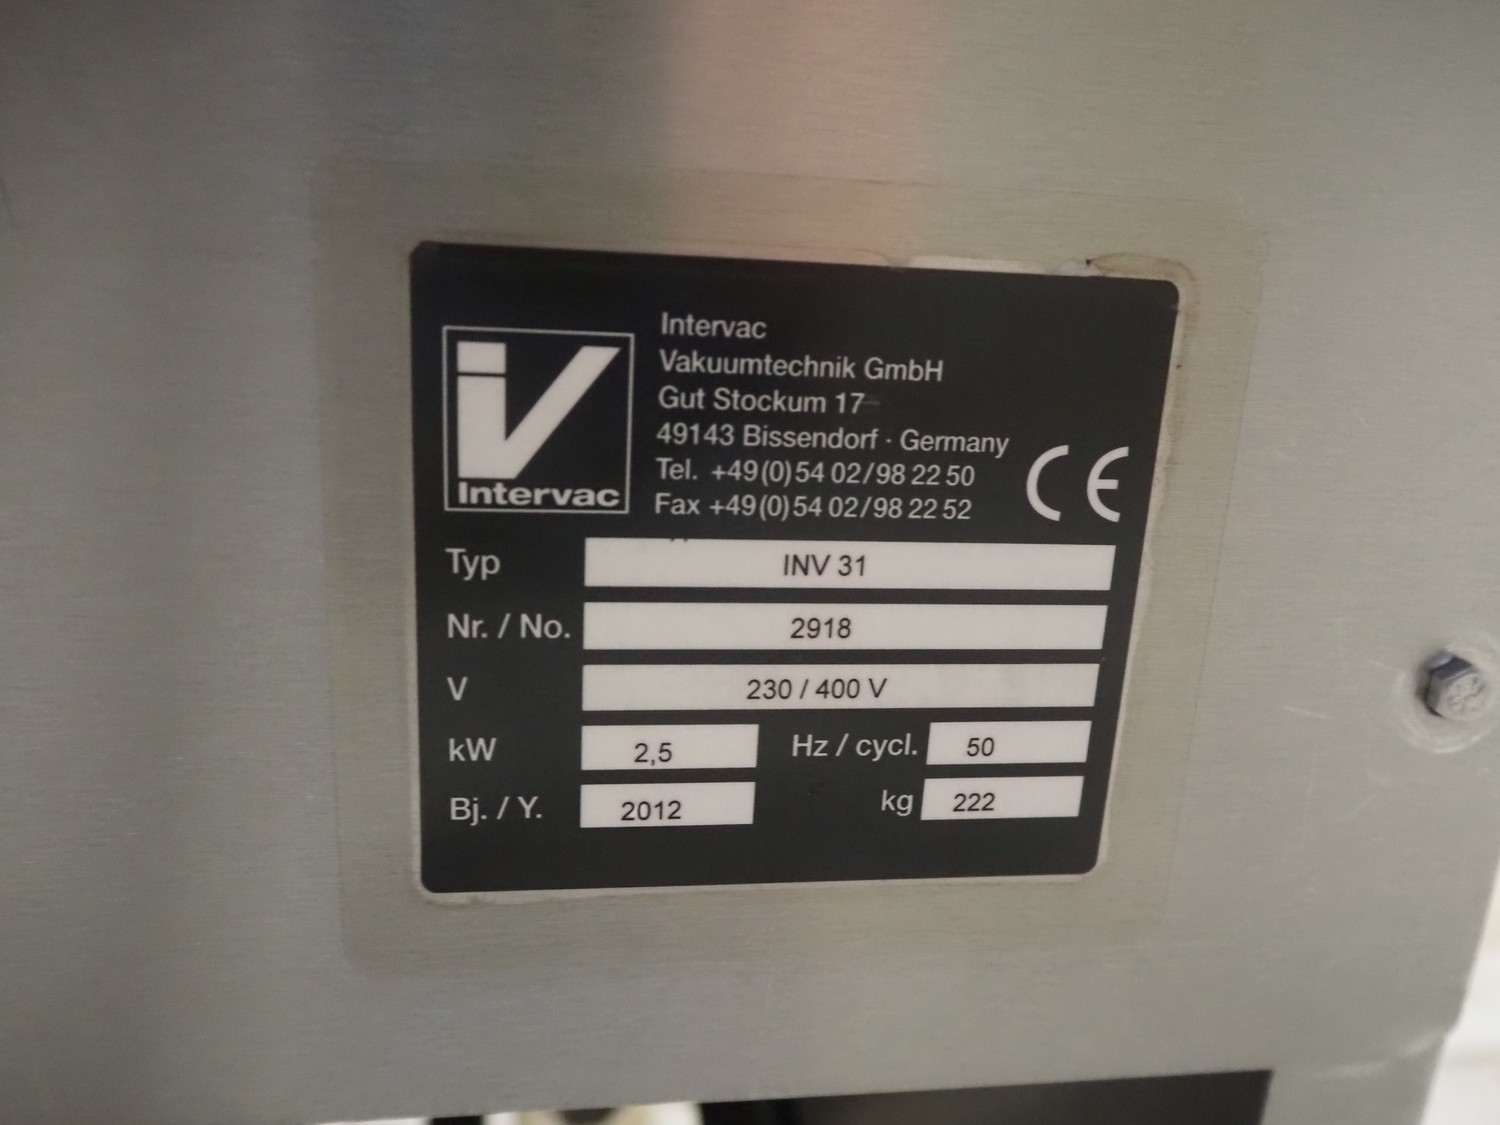 Intervac
Vakuumtechnik GmbH
Gut Stockum 17
49143 Bissendorf · Germany
Tel. +49(0)54 02/98 22 50
Fax +49(0)54 02/98 22 52
CE
iV
Intervac
Typ INV 31
Nr. / No. 2918
V 230 / 400 V
kW 2,5 Hz / cycl. 50
Bj. / Y. 2012 kg 222